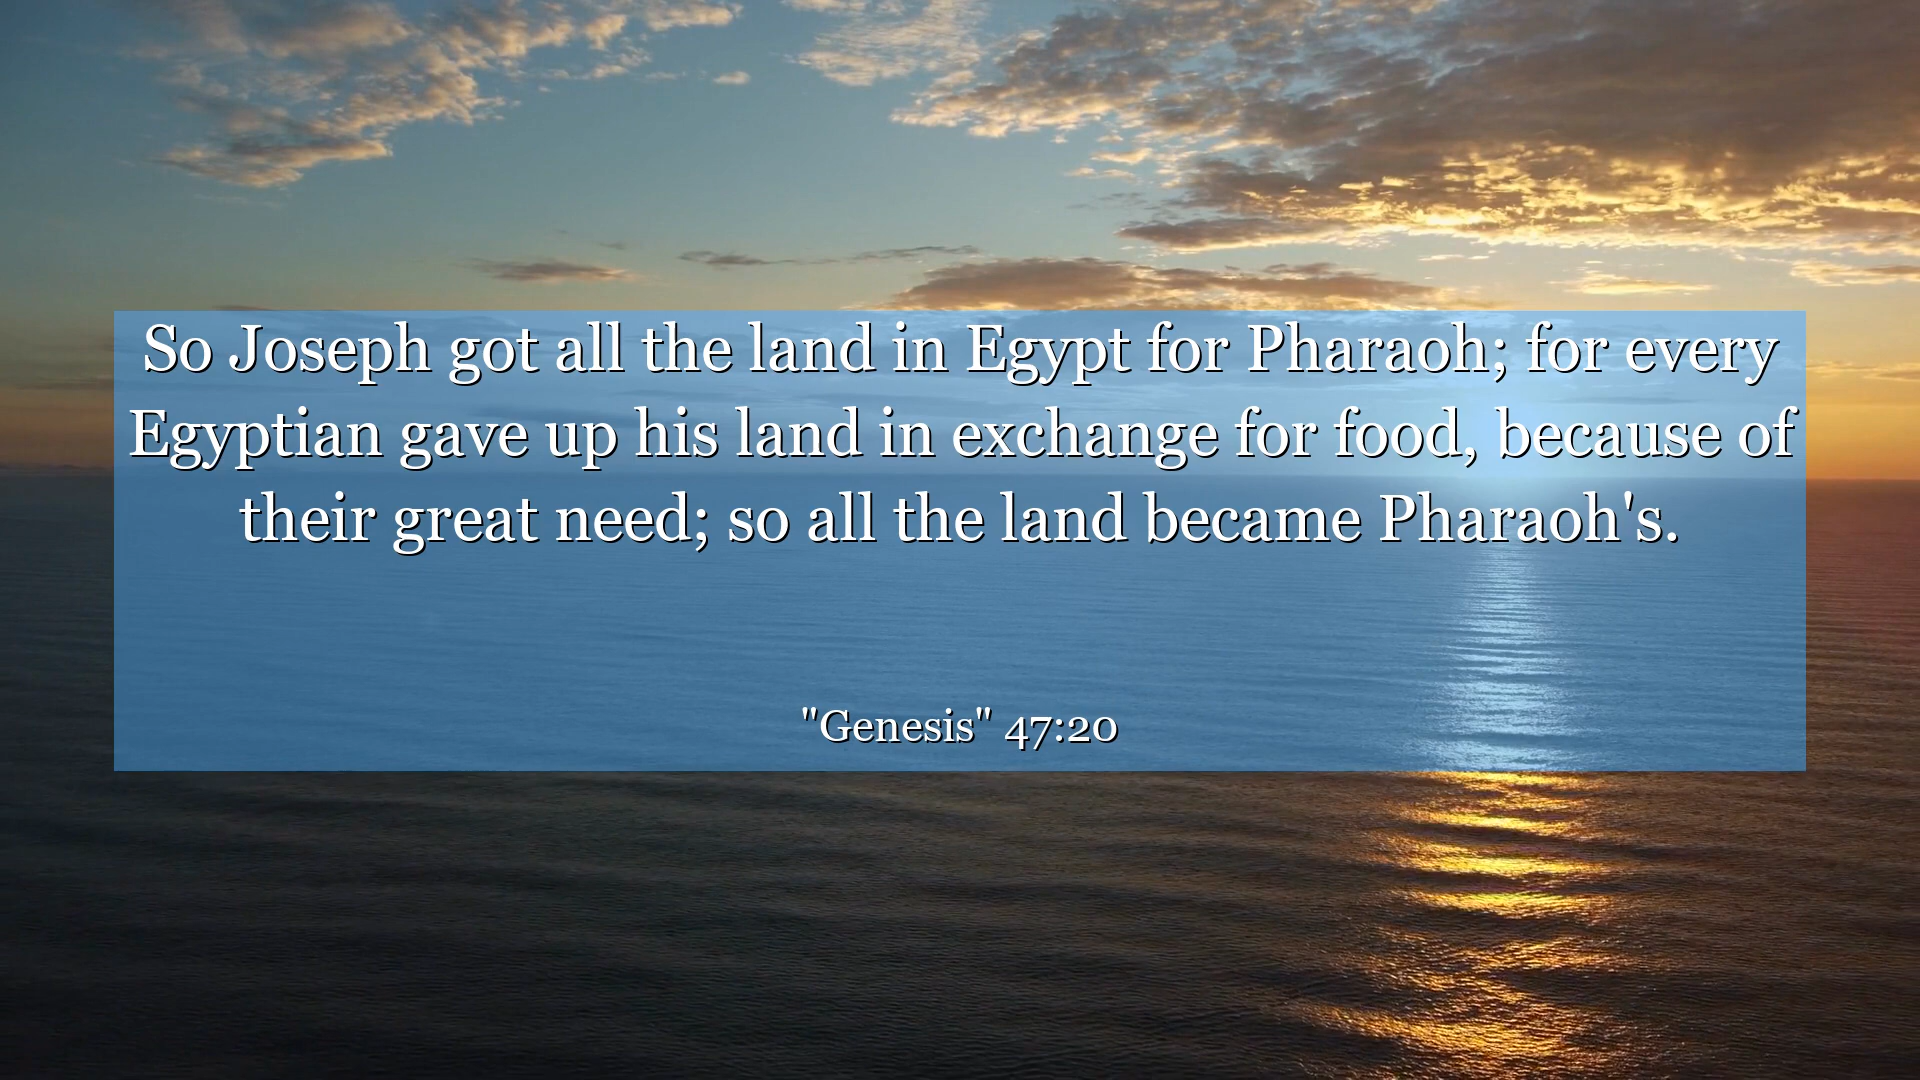 So Joseph got all the land in Egypt for Pharaoh; for every
Egyptian gave up his land in exchange for food, because of
their great need; so all the land became Pharaoh's.
"Genesis" 47:20